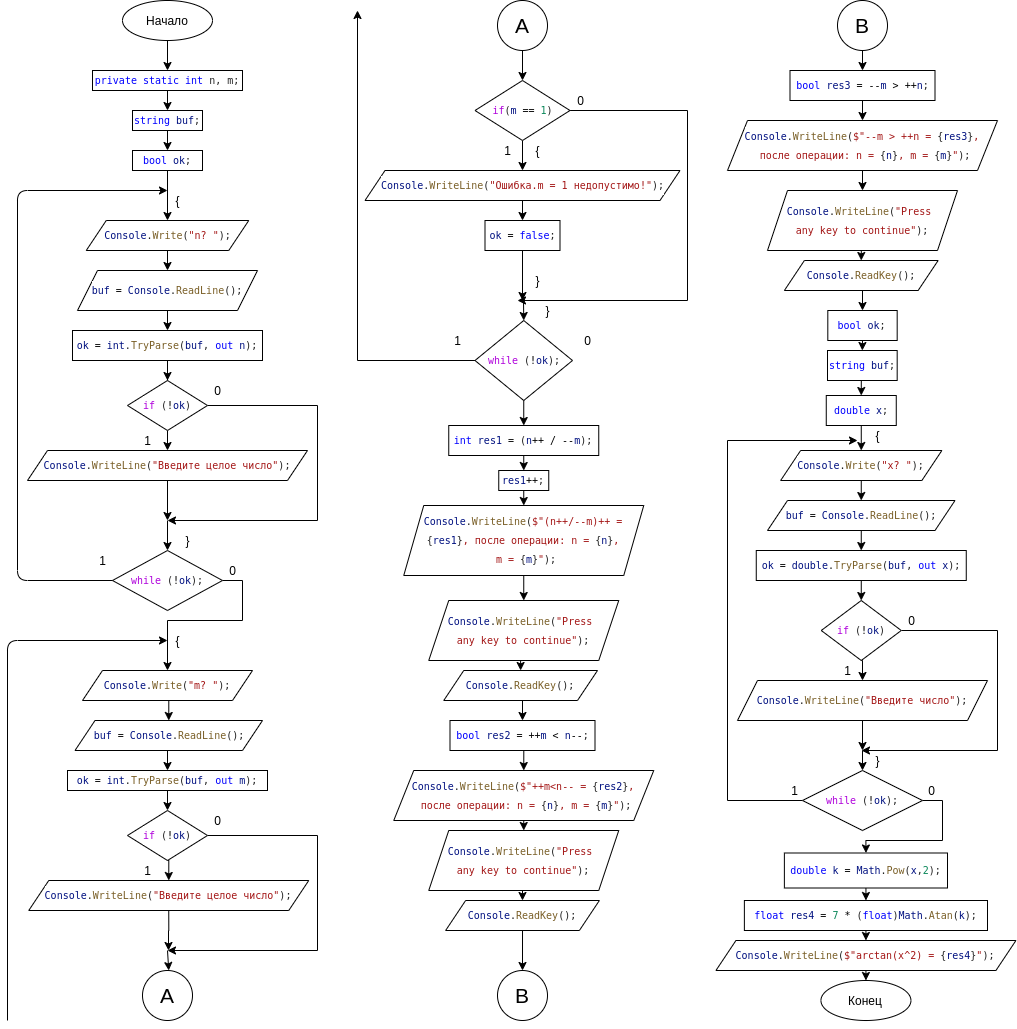 Начало
private static int n, m;
string buf;
bool ok;
{
Console.Write("n? ");
buf = Console.ReadLine();
ok = int.TryParse(buf, out n);
if (!ok)
0
1
Console.WriteLine("Введите целое число");
}
while (!ok);
1
0
{
Console.Write("m? ");
buf = Console.ReadLine();
ok = int.TryParse(buf, out m);
if (!ok)
0
1
Console.WriteLine("Введите целое число");
A
A
if(m == 1)
0
1
{
Console.WriteLine("Ошибка.m = 1 недопустимо!");
ok = false;
}
}
1
0
while (!ok);
int res1 = (n++ / --m);
res1++;
Console.WriteLine($"(n++/--m)++ =
{res1}, после операции: n = {n},
m = {m}");
Console.WriteLine("Press
any key to continue");
Console.ReadKey();
bool res2 = ++m < n--;
Console.WriteLine($"++m<n-- = {res2},
после операции: n = {n}, m = {m}");
Console.WriteLine("Press
any key to continue");
Console.ReadKey();
B
B
bool res3 = --m > ++n;
Console.WriteLine($"--m > ++n = {res3},
после операции: n = {n}, m = {m}");
Console.WriteLine("Press
any key to continue");
Console.ReadKey();
bool ok;
string buf;
double x;
{
Console.Write("x? ");
buf = Console.ReadLine();
ok = double.TryParse(buf, out x);
if (!ok)
0
1
Console.WriteLine("Введите число");
}
1
0
while (!ok);
double k = Math.Pow(x,2);
float res4 = 7 * (float)Math.Atan(k);
Console.WriteLine($"arctan(x^2) = {res4}");
Конец